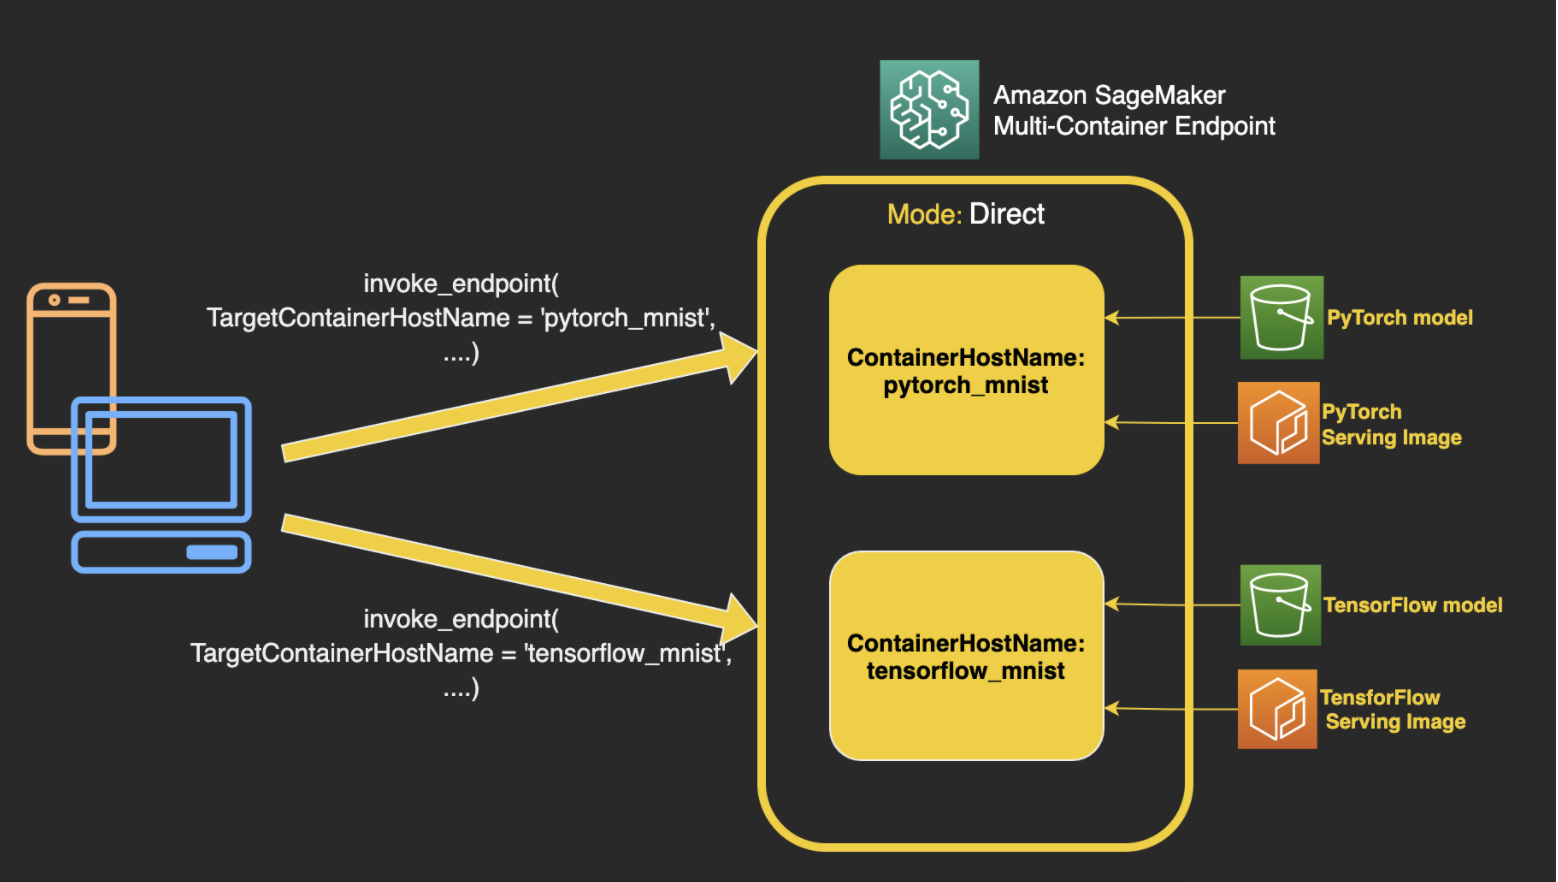 Amazon SageMaker
Multi-Container Endpoint
Mode: Direct
invoke_endpoint(
TargetContainerHostName = 'pytorch_mnist',
....)
ContainerHostName:
pytorch_mnist
PyTorch model
PyTorch
Serving Image
invoke_endpoint(
TargetContainerHostName = 'tensorflow_mnist',
....)
ContainerHostName:
tensorflow_mnist
TensorFlow model
TensforFlow
Serving Image